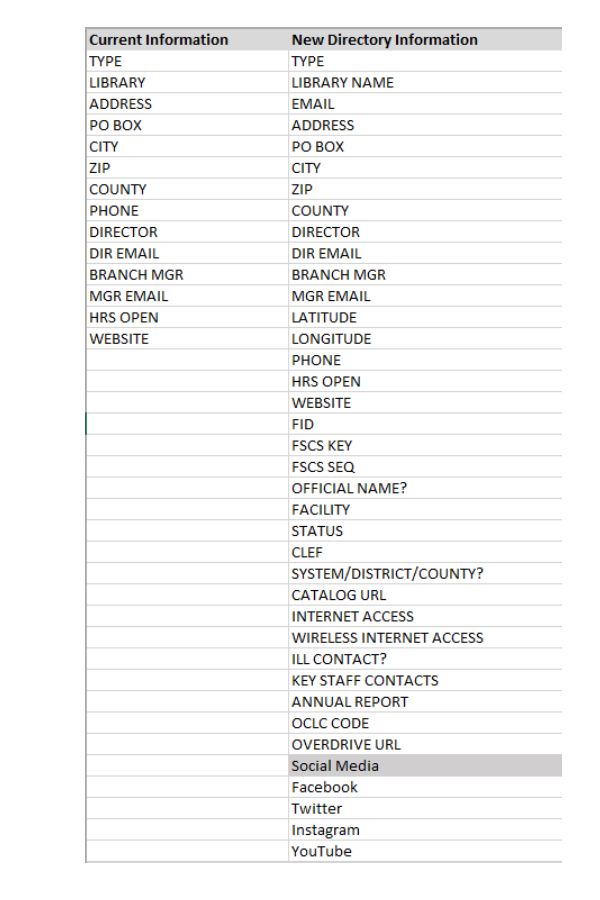 Current Information New Directory Information
TYPE TYPE
LIBRARY LIBRARY NAME
ADDRESS EMAIL
PO BOX ADDRESS
CITY PO BOX
ZIP CITY
COUNTY ZIP
PHONE COUNTY
DIRECTOR DIRECTOR
DIR EMAIL DIR EMAIL
BRANCH MGR BRANCH MGR
MGR EMAIL MGR EMAIL
HRS OPEN LATITUDE
WEBSITE LONGITUDE
PHONE
HRS OPEN
WEBSITE
FID
FSCS KEY
FSCS SEQ
OFFICIAL NAME?
FACILITY
STATUS
CLEF
SYSTEM/DISTRICT/COUNTY?
CATALOG URL
INTERNET ACCESS
WIRELESS INTERNET ACCESS
ILL CONTACT?
KEY STAFF CONTACTS
ANNUAL REPORT
OCLC CODE
OVERDRIVE URL
Social Media
Facebook
Twitter
Instagram
YouTube